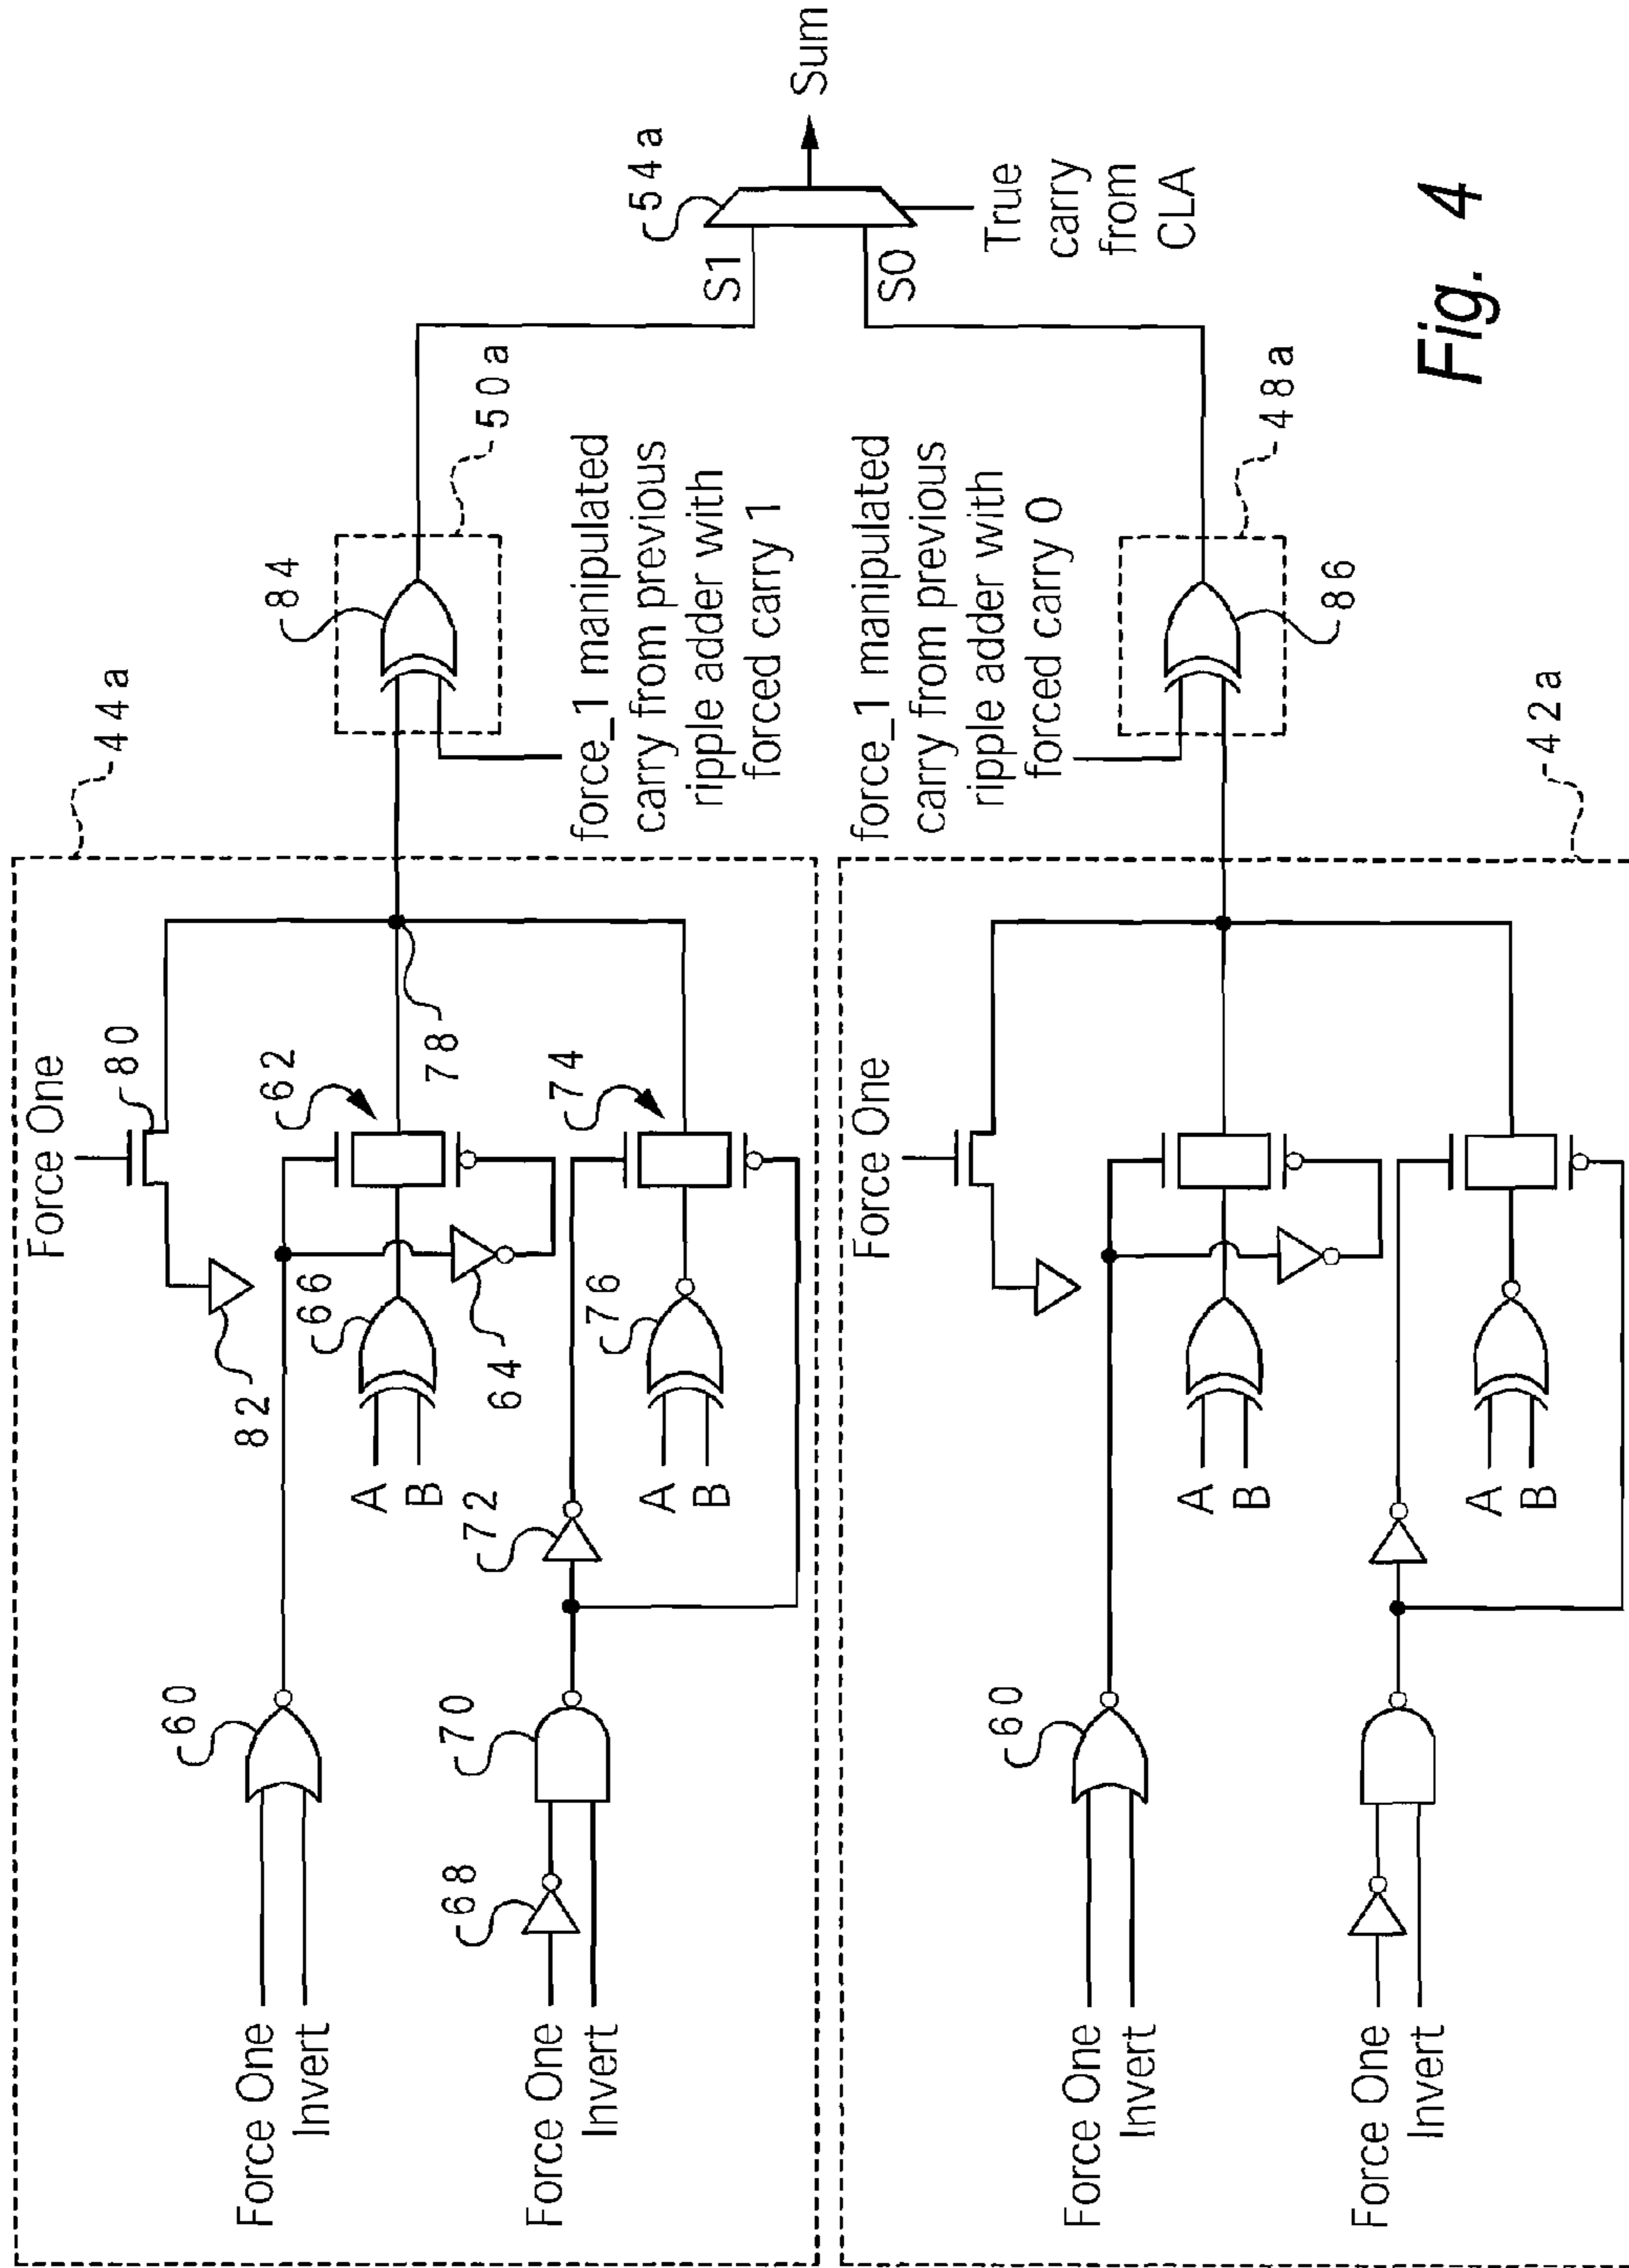 44a
Force One
80
82
62
66
64
78
60
Force One
Invert
A
B
72
74
76
A
B
68
70
Force One
Invert
84
50a
force_1 manipulated
carry from previous
ripple adder with
forced carry 1
54a
S1
S0
Sum
True
carry
from
CLA
force_1 manipulated
carry from previous
ripple adder with
forced carry 0
48a
86
42a
Force One
60
Force One
Invert
A
B
A
B
Force One
Invert
Fig. 4